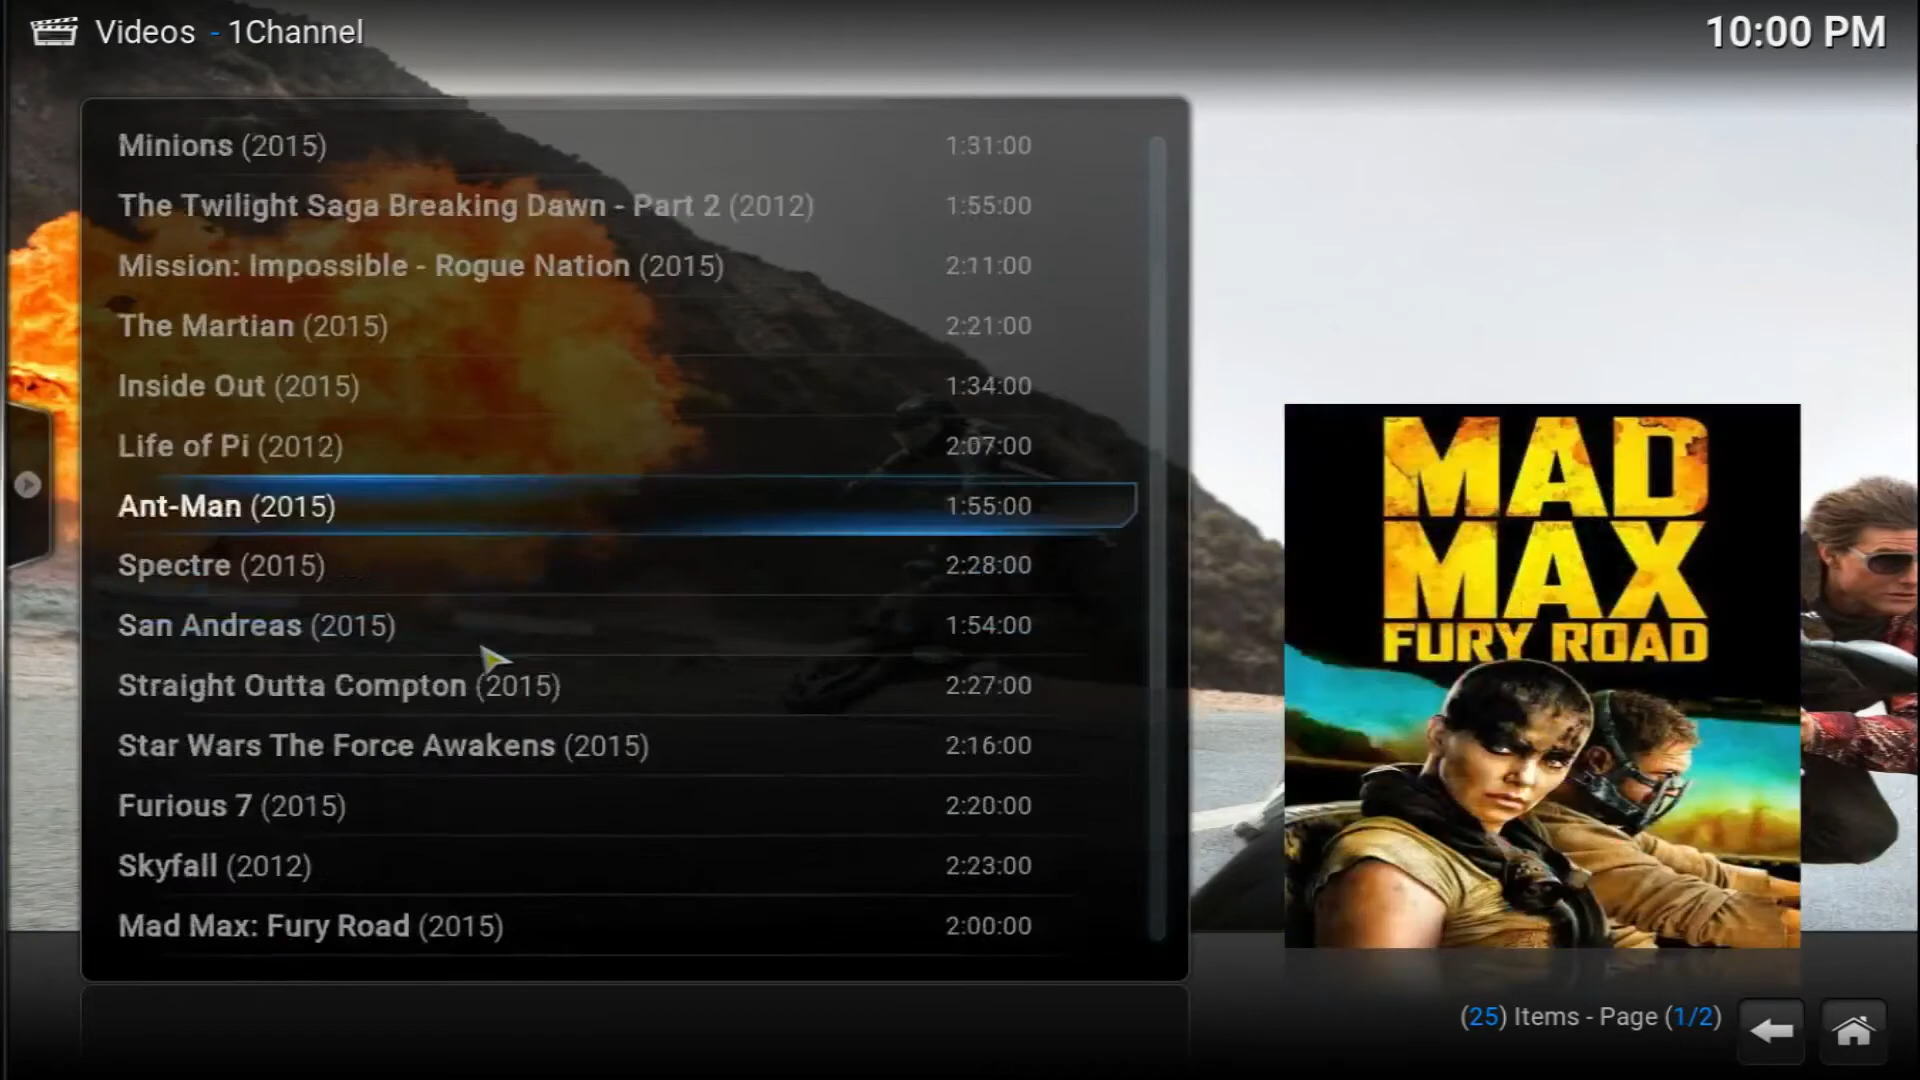 Videos - 1Channel
10:00 PM
Minions (2015) 1:31:00
The Twilight Saga Breaking Dawn - Part 2 (2012) 1:55:00
Mission: Impossible - Rogue Nation (2015) 2:11:00
The Martian (2015) 2:21:00
Inside Out (2015) 1:34:00
Life of Pi (2012) 2:07:00
Ant-Man (2015) 1:55:00
Spectre (2015) 2:28:00
San Andreas (2015) 1:54:00
Straight Outta Compton (2015) 2:27:00
Star Wars The Force Awakens (2015) 2:16:00
Furious 7 (2015) 2:20:00
Skyfall (2012) 2:23:00
Mad Max: Fury Road (2015) 2:00:00
MAD
MAX
FURY ROAD
(25) Items - Page (1/2)